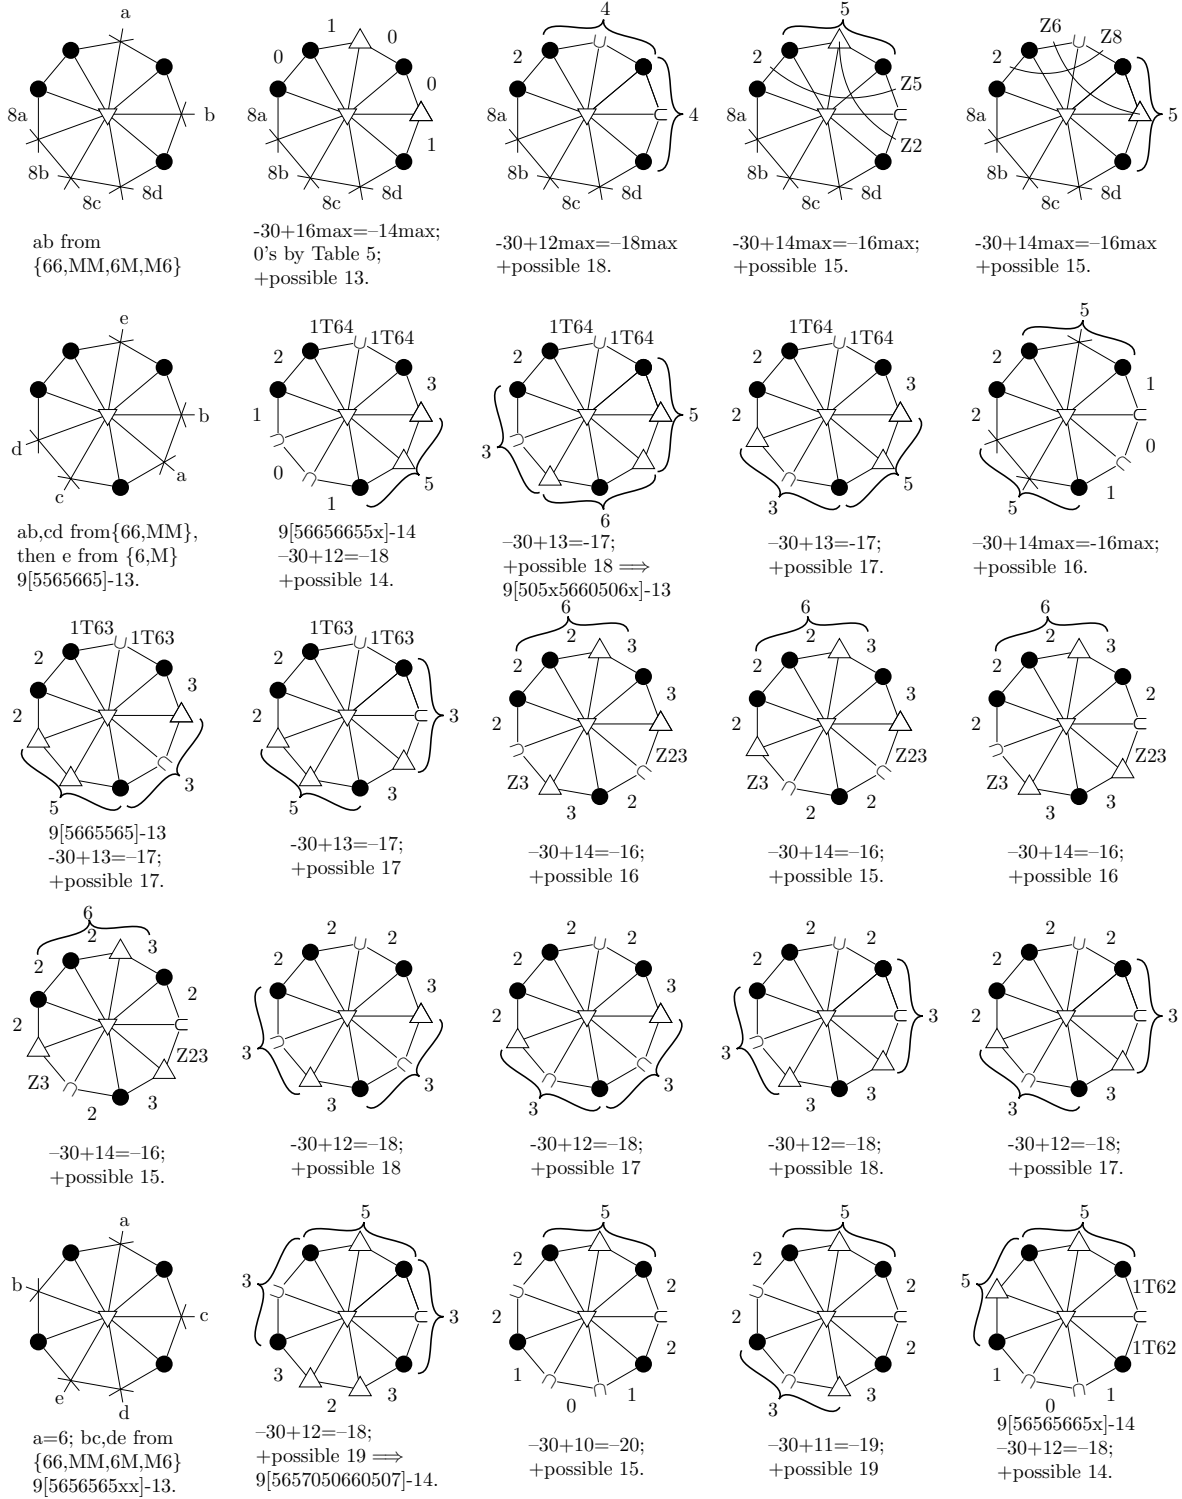 a
b
8a
8b
8c
8d
ab from
{66,MM,6M,M6}
1
0
0
0
8a
1
8b
8c
8d
-30+16max=–14max;
0's by Table 5;
+possible 13.
4
2
8a
4
8b
8c
-30+12max=–18max
+possible 18.
5
2
Z5
8a
Z2
8b
8c
8d
-30+14max=–16max;
+possible 15.
Z6
Z8
2
8a
5
8b
8c
8d
-30+14max=–16max
+possible 15.
e
b
d
a
c
ab,cd from{66,MM},
then e from {6,M}
9[5565665]-13.
1T64
1T64
2
3
1
0
5
1
9[56656655x]-14
–30+12=–18
+possible 14.
1T64
1T64
2
5
3
6
–30+13=-17;
+possible 18 ⟹
9[505x5660506x]-13
1T64
1T64
2
3
2
5
3
–30+13=-17;
+possible 17.
5
2
1
2
0
5
1
–30+14max=-16max;
+possible 16.
1T63
1T63
2
3
2
5
3
9[5665565]-13
-30+13=–17;
+possible 17.
1T63
1T63
2
2
3
5
3
-30+13=–17;
+possible 17
6
2
3
2
3
Z23
Z3
3
2
–30+14=–16;
+possible 16
6
2
3
2
3
2
Z23
Z3
2
2
–30+14=–16;
+possible 15.
6
2
3
2
2
Z23
Z3
3
3
–30+14=–16;
+possible 16
6
2
3
2
2
2
Z23
Z3
3
2
–30+14=–16;
+possible 15.
2
2
2
3
3
3
3
-30+12=–18;
+possible 18
2
2
2
3
2
3
3
-30+12=–18;
+possible 17
2
2
2
3
3
3
3
-30+12=–18;
+possible 18.
2
2
2
2
3
3
3
-30+12=–18;
+possible 17.
a
b
c
e
d
a=6; bc,de from
{66,MM,6M,M6}
9[5656565xx]-13.
5
3
3
3
2
3
–30+12=–18;
+possible 19 ⟹
9[5657050660507]-14.
5
2
2
2
2
1
0
1
–30+10=–20;
+possible 15.
5
2
2
2
2
3
3
–30+11=–19;
+possible 19
5
5
1T62
1T62
1
0
1
9[56565665x]-14
–30+12=–18;
+possible 14.